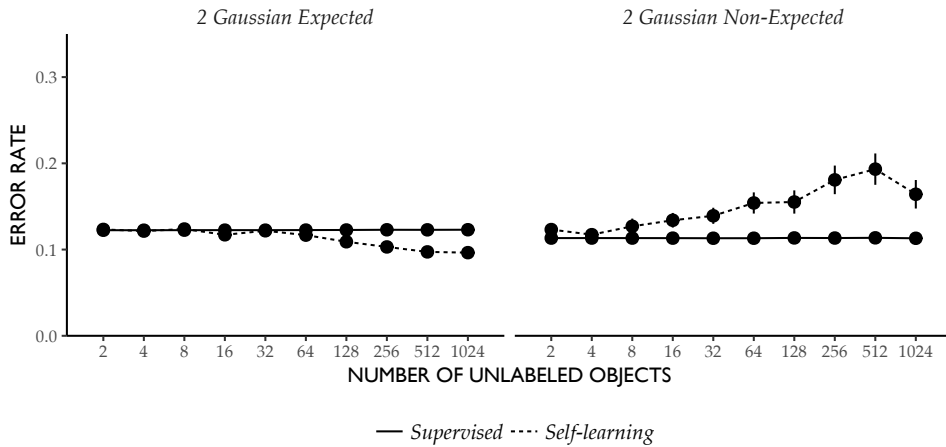 2 Gaussian Expected
2 Gaussian Non-Expected
ERROR RATE
0.3
0.2
0.1
0.0
2 4 8 16 32 64 128 256 512 1024
2 4 8 16 32 64 128 256 512 1024
NUMBER OF UNLABELED OBJECTS
Supervised Self-learning